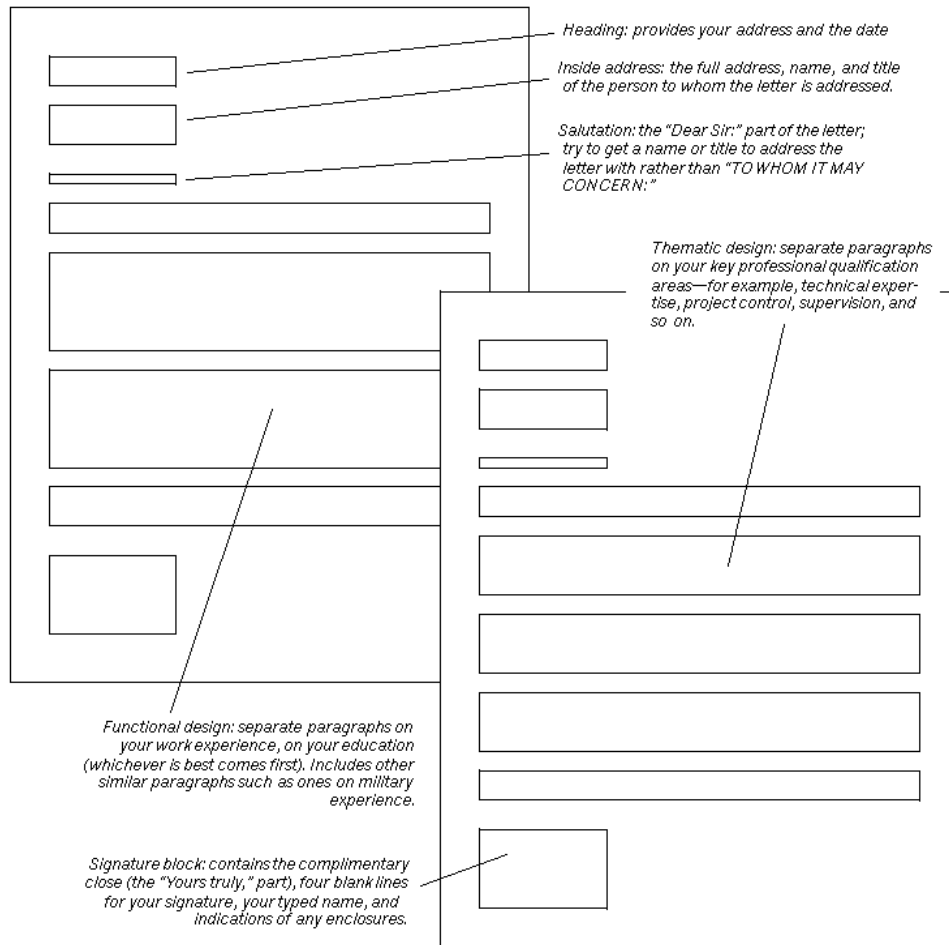 Heading: provides your address and the date
Inside address: the full address, name, and title
of the person to whom the letter is addressed.
Salutation: the “Dear Sir:” part of the letter;
try to get a name or title to address the
letter with rather than “TO WHOM IT MAY
CONCERN:”
Thematic design: separate paragraphs
on your key professional qualification
areas—for example, technical exper-
tise, project control, supervision, and
so on.
Functional design: separate paragraphs on
your work experience, on your education
(whichever is best comes first). Includes other
similar paragraphs such as ones on military
experience.
Signature block: contains the complimentary
close (the “Yours truly,” part), four blank lines
for your signature, your typed name, and
indications of any enclosures.